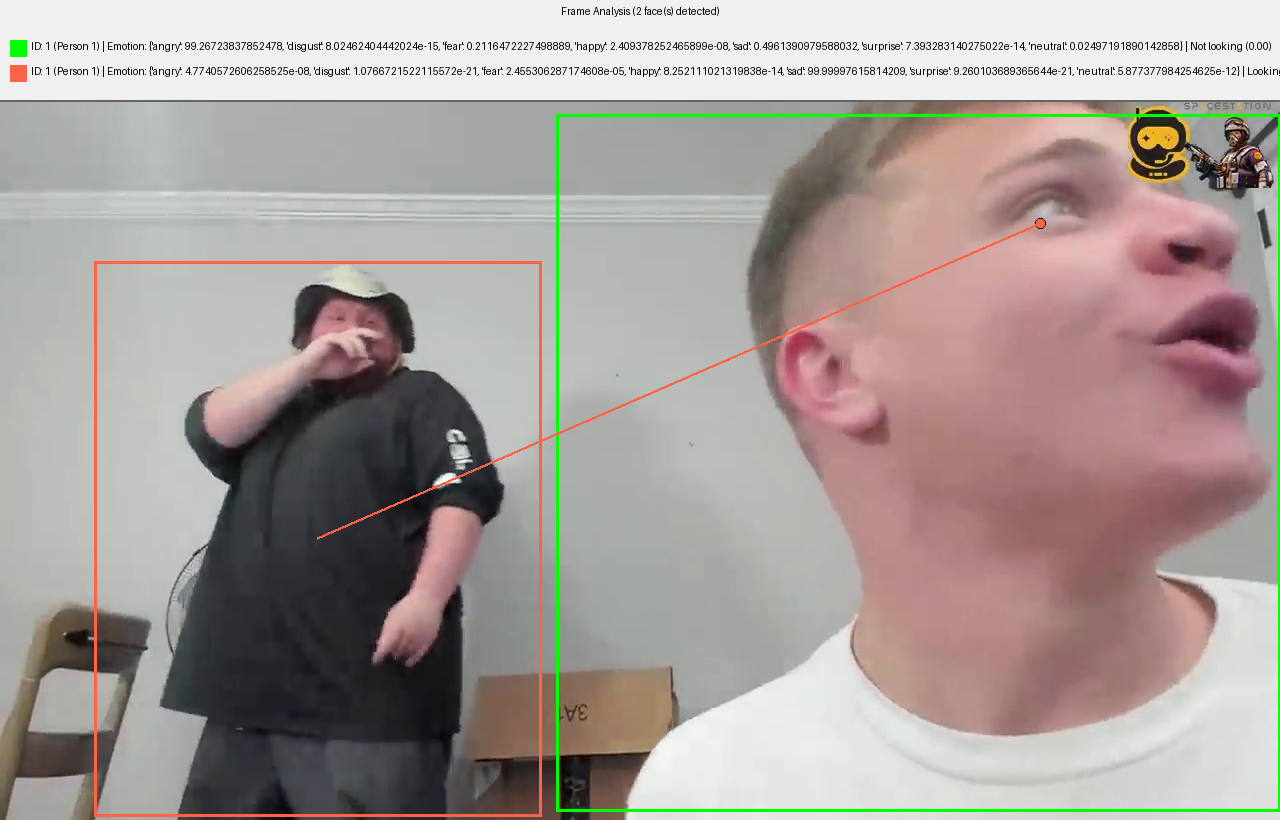 Frame Analysis (2 face(s) detected)
ID: 1 (Person 1) | Emotion: {'angry': 99.26723837852478, 'disgust': 8.02462404442024e-15, 'fear': 0.2116472227498889, 'happy': 2.409378252465899e-08, 'sad': 0.4961390979588032, 'surprise': 7.393283140275022e-14, 'neutral': 0.02497191890142858} | Not looking (0.00)
ID: 1 (Person 1) | Emotion: {'angry': 4.7740572606258525e-08, 'disgust': 1.0766721522115572e-21, 'fear': 2.455306287174608e-05, 'happy': 8.252111021319838e-14, 'sad': 99.99997615814209, 'surprise': 9.260103689365644e-21, 'neutral': 5.877377984254625e-12} | Looking
SPACESTATION